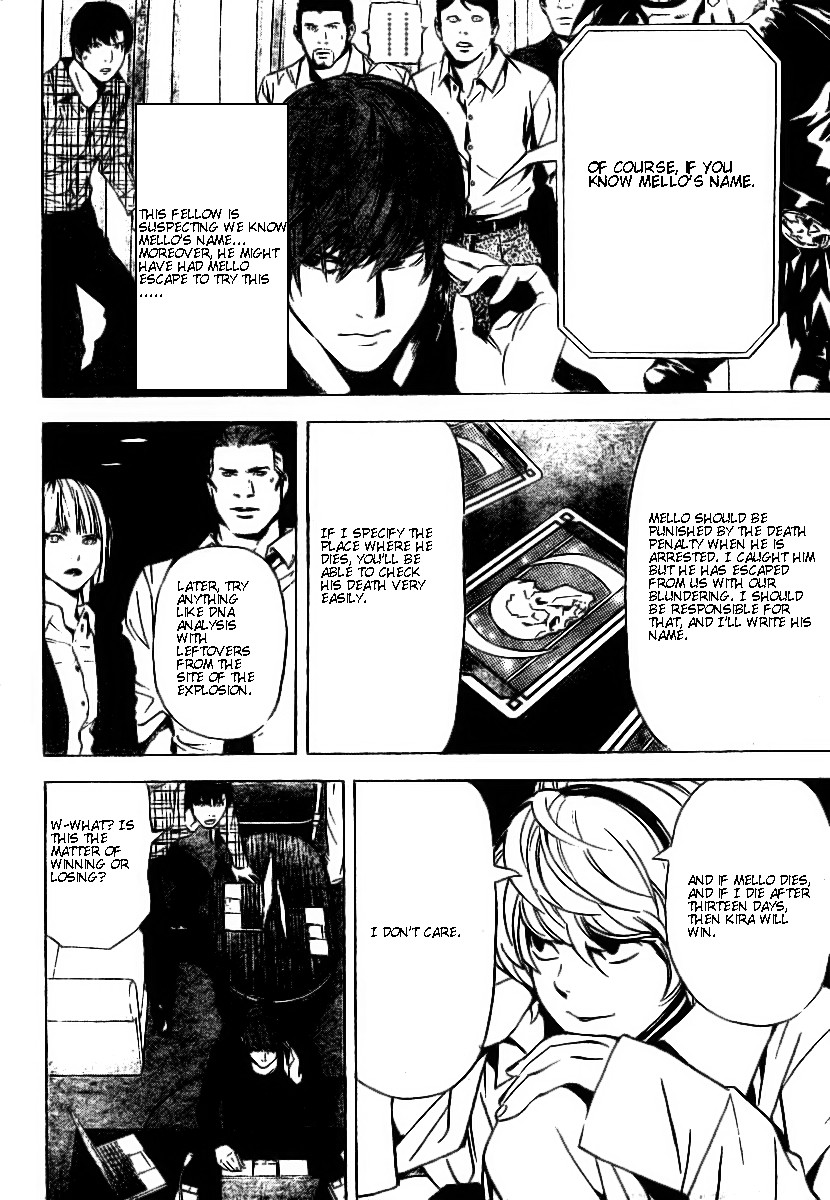 OF COURSE, IF YOU
KNOW MELLO'S NAME.
THIS FELLOW IS
SUSPECTING WE KNOW
MELLO'S NAME...
MOREOVER, HE MIGHT
HAVE HAD MELLO
ESCAPE TO TRY THIS
.....
MELLO SHOULD BE
PUNISHED BY THE DEATH
PENALTY WHEN HE IS
ARRESTED. I CAUGHT HIM
BUT HE HAS ESCAPED
FROM US WITH OUR
BLUNDERING. I SHOULD
BE RESPONSIBLE FOR
THAT, AND I'LL WRITE HIS
NAME.
IF I SPECIFY THE
PLACE WHERE HE
DIES, YOU'LL BE
ABLE TO CHECK
HIS DEATH VERY
EASILY.
LATER, TRY
ANYTHING
LIKE DNA
ANALYSIS
WITH
LEFTOVERS
FROM THE
SITE OF THE
EXPLOSION.
AND IF MELLO DIES,
AND IF I DIE AFTER
THIRTEEN DAYS,
THEN KIRA WILL
WIN.
I DON'T CARE.
W-WHAT? IS
THIS THE
MATTER OF
WINNING OR
LOSING?